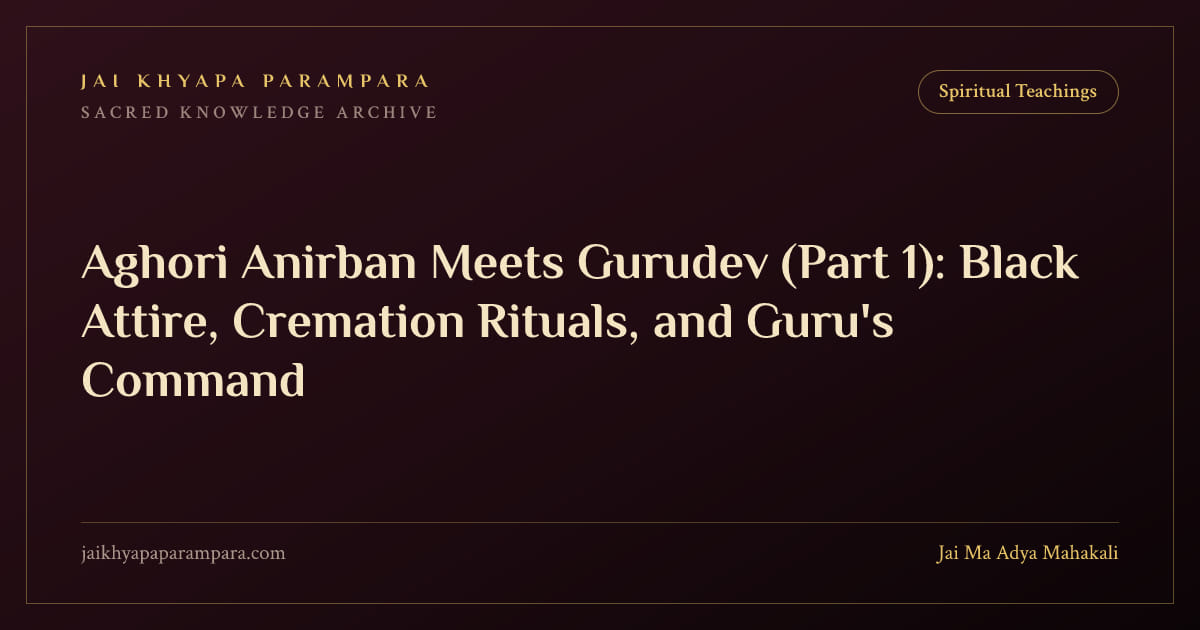 JAI KHYAPA PARAMPARA
SACRED KNOWLEDGE ARCHIVE
Spiritual Teachings
Aghori Anirban Meets Gurudev (Part 1): Black
Attire, Cremation Rituals, and Guru's
Command
jaikhyapaparampara.com
Jai Ma Adya Mahakali